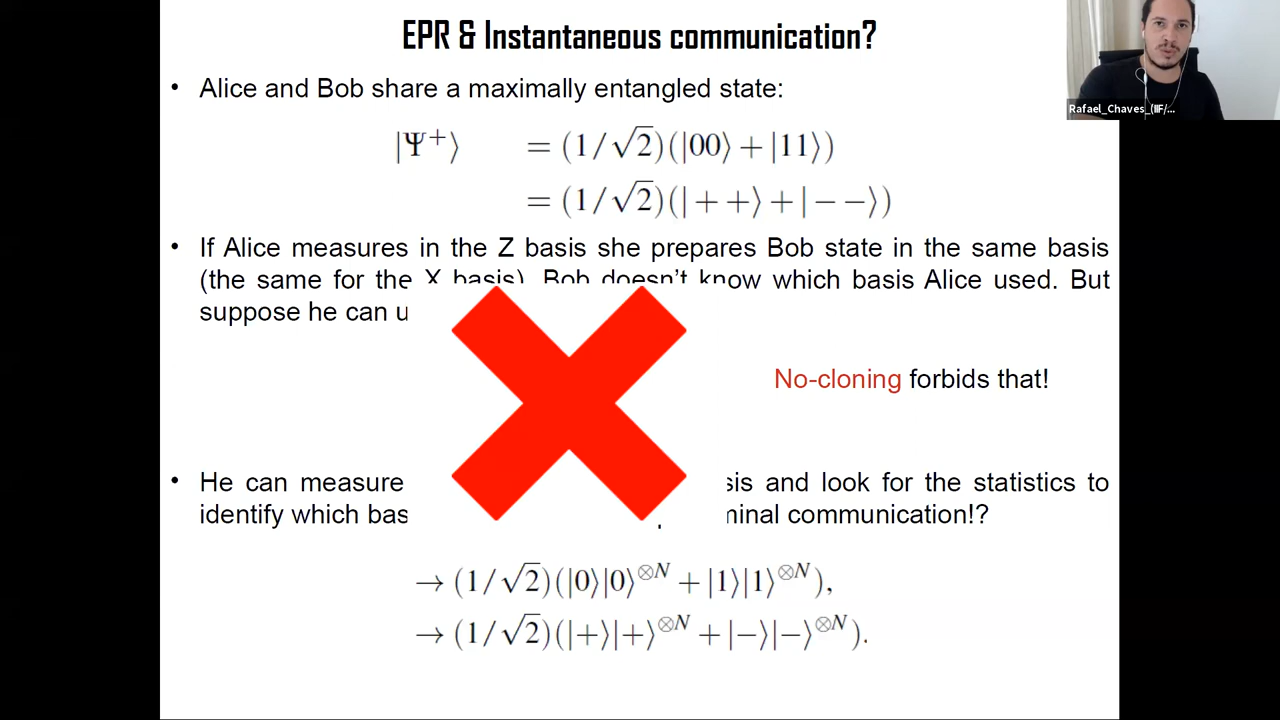 EPR & Instantaneous communication?
Rafael_Chaves_(IIF/...
• Alice and Bob share a maximally entangled state:
|Ψ⁺⟩ = (1/√2)(|00⟩ + |11⟩)
= (1/√2)(| + +⟩ + | − −⟩)
• If Alice measures in the Z basis she prepares Bob state in the same basis
(the same for the X basis). Bob doesn't know which basis Alice used. But
suppose he can u
No-cloning forbids that!
• He can measure sis and look for the statistics to
identify which bas minal communication!?
→ (1/√2)(|0⟩|0⟩^⊗N + |1⟩|1⟩^⊗N),
→ (1/√2)(|+⟩|+⟩^⊗N + |−⟩|−⟩^⊗N).